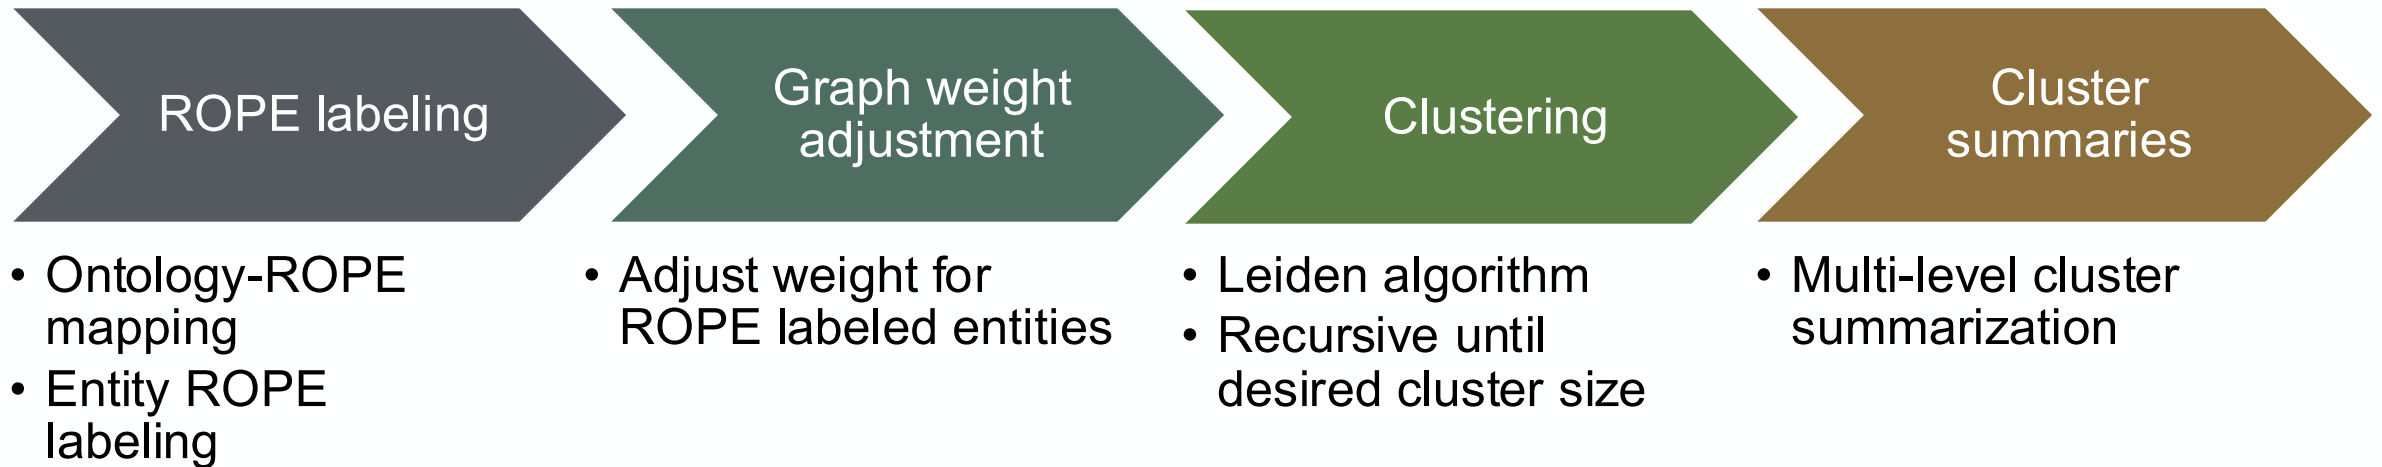 ROPE labeling
Graph weight
adjustment
Clustering
Cluster
summaries
• Ontology-ROPE
mapping
• Entity ROPE
labeling
• Adjust weight for
ROPE labeled entities
• Leiden algorithm
• Recursive until
desired cluster size
• Multi-level cluster
summarization